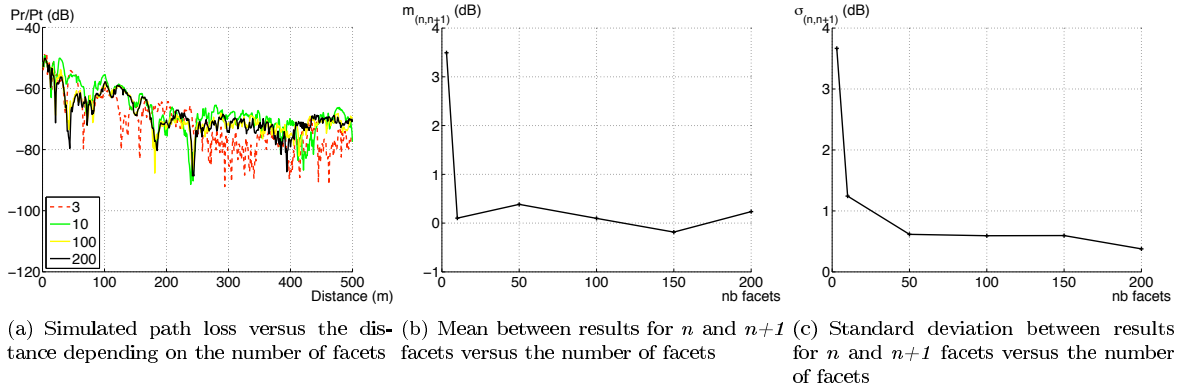 Pr/Pt (dB)
−40
−60
−80
−100
−120
0
100
200
300
400
500
Distance (m)
3
10
100
200
m(n,n+1) (dB)
4
3
2
1
0
−1
0
50
100
150
200
nb facets
σ(n,n+1) (dB)
4
3
2
1
0
0
50
100
150
200
nb facets
(a) Simulated path loss versus the dis-
tance depending on the number of facets
(b) Mean between results for n and n+1
facets versus the number of facets
(c) Standard deviation between results
for n and n+1 facets versus the number
of facets